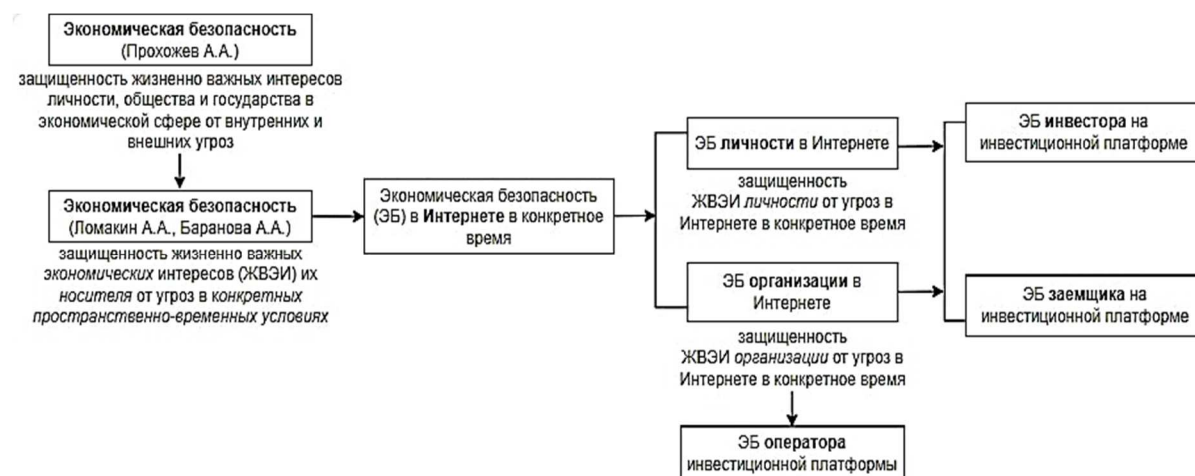 Экономическая безопасность
(Прохожев А.А.)
защищенность жизненно важных интересов
личности, общества и государства в
экономической сфере от внутренних и
внешних угроз
Экономическая безопасность
(Ломакин А.А., Баранова А.А.)
защищенность жизненно важных
экономических интересов (ЖВЭИ) их
носителя от угроз в конкретных
пространственно-временных условиях
Экономическая безопасность
(ЭБ) в Интернете в конкретное
время
ЭБ личности в Интернете
защищенность
ЖВЭИ личности от угроз в
Интернете в конкретное время
ЭБ организации в
Интернете
защищенность
ЖВЭИ организации от угроз в
Интернете в конкретное время
ЭБ оператора
инвестиционной платформы
ЭБ инвестора на
инвестиционной платформе
ЭБ заемщика на
инвестиционной платформе